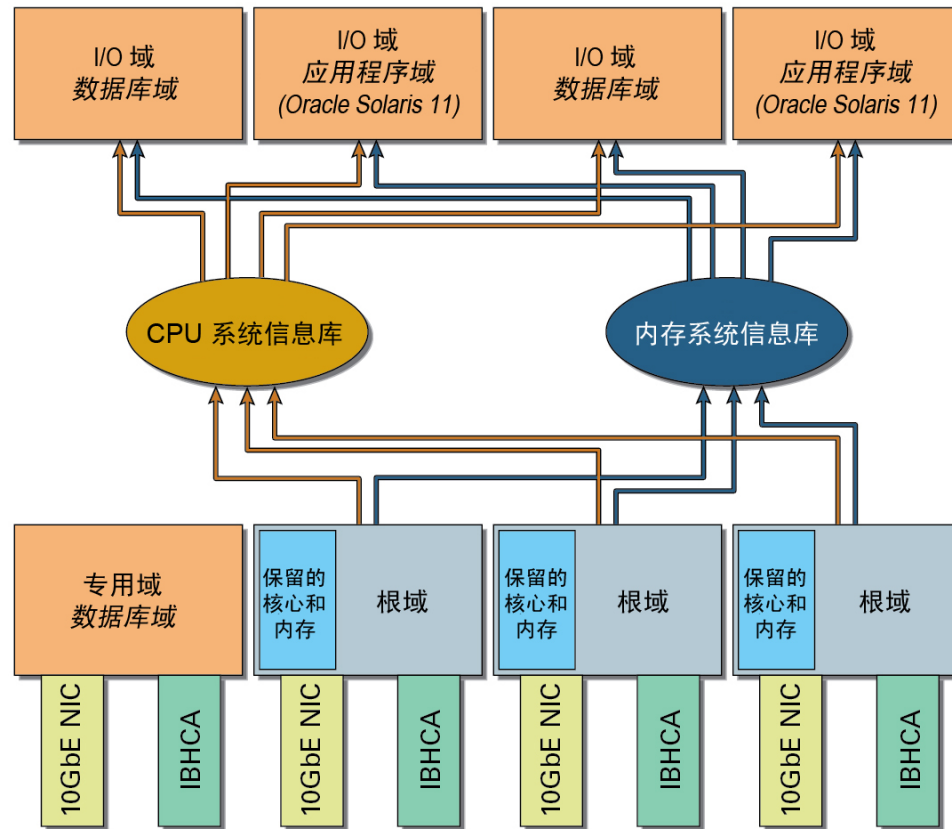 I/O 域
数据库域
I/O 域
应用程序域
(Oracle Solaris 11)
I/O 域
数据库域
I/O 域
应用程序域
(Oracle Solaris 11)
CPU 系统信息库
内存系统信息库
专用域
数据库域
保留的
核心和
内存
根域
保留的
核心和
内存
根域
保留的
核心和
内存
根域
10GbE NIC
IBHCA
10GbE NIC
IBHCA
10GbE NIC
IBHCA
10GbE NIC
IBHCA